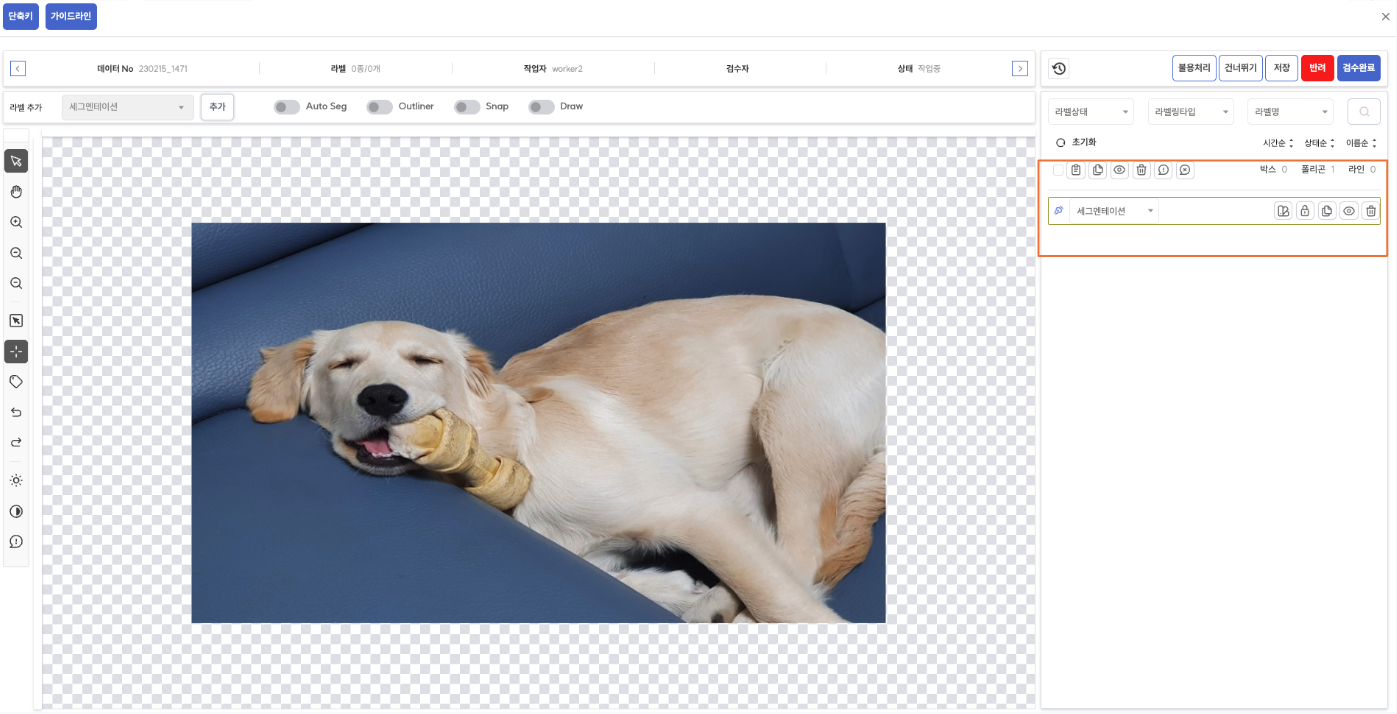 단축키 가이드라인
데이터 No 230215_1471 라벨 0종/0개 작업자 worker2 검수자 상태 작업중
불용처리 건너뛰기 저장 반려 검수완료
라벨 추가 세그멘테이션 추가 Auto Seg Outliner Snap Draw
라벨상태 라벨링타입 라벨명
초기화 시간순 상태순 이름순
박스 0 폴리곤 1 라인 0
세그멘테이션